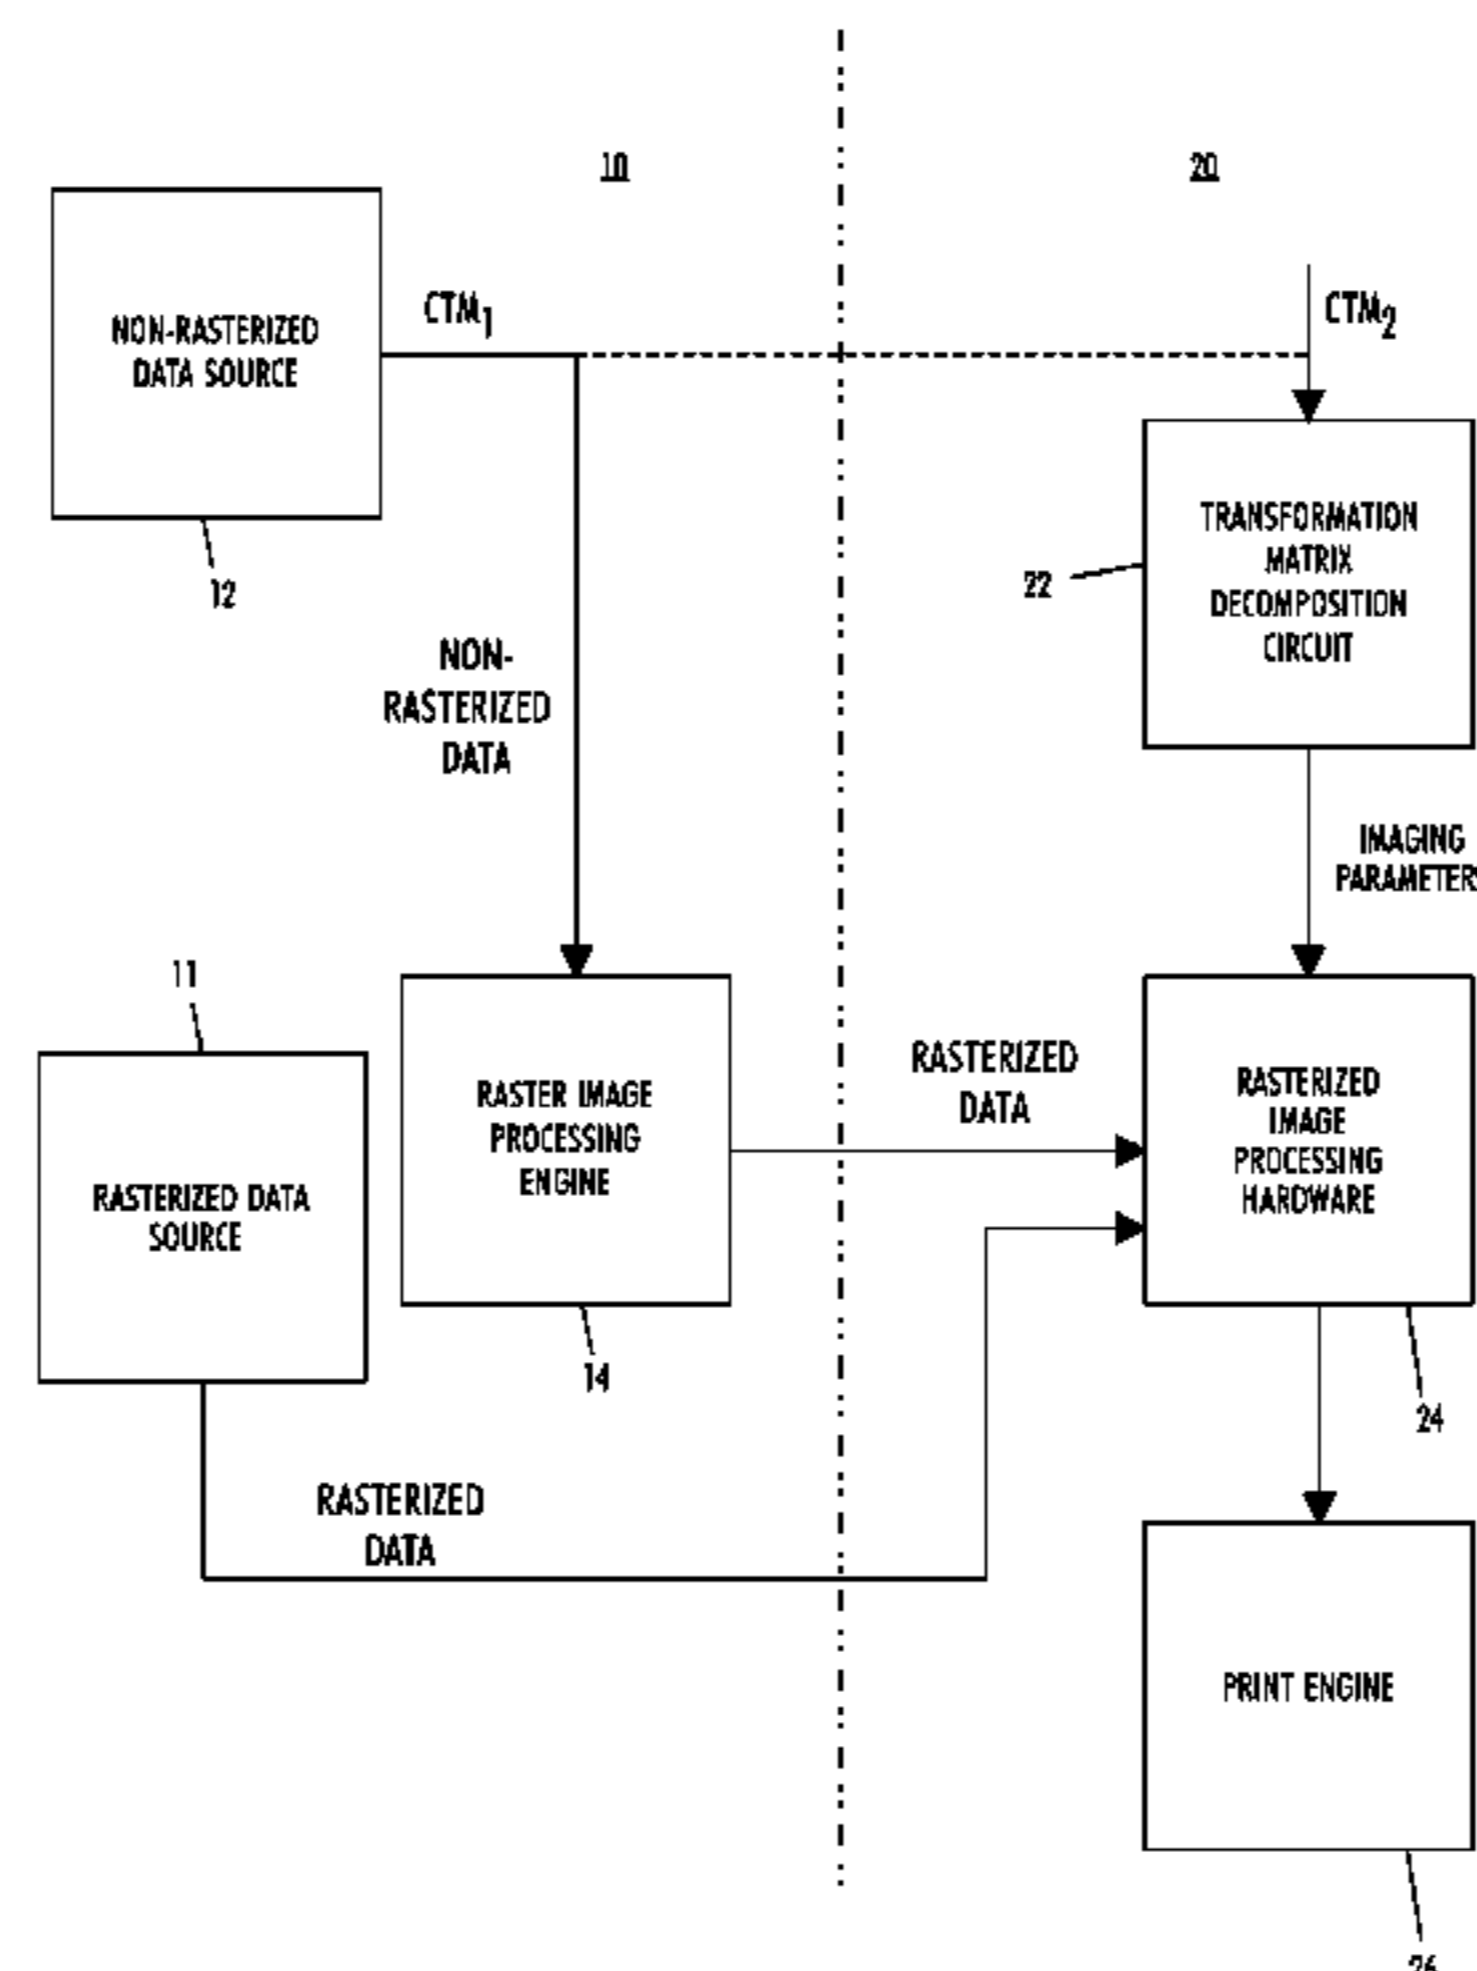 10
20
NON-RASTERIZED
DATA SOURCE
CTM1
CTM2
12
TRANSFORMATION
MATRIX
DECOMPOSITION
CIRCUIT
22
NON-
RASTERIZED
DATA
IMAGING
PARAMETERS
11
RASTERIZED DATA
SOURCE
RASTER IMAGE
PROCESSING
ENGINE
14
RASTERIZED
DATA
RASTERIZED
IMAGE
PROCESSING
HARDWARE
24
RASTERIZED
DATA
PRINT ENGINE
26